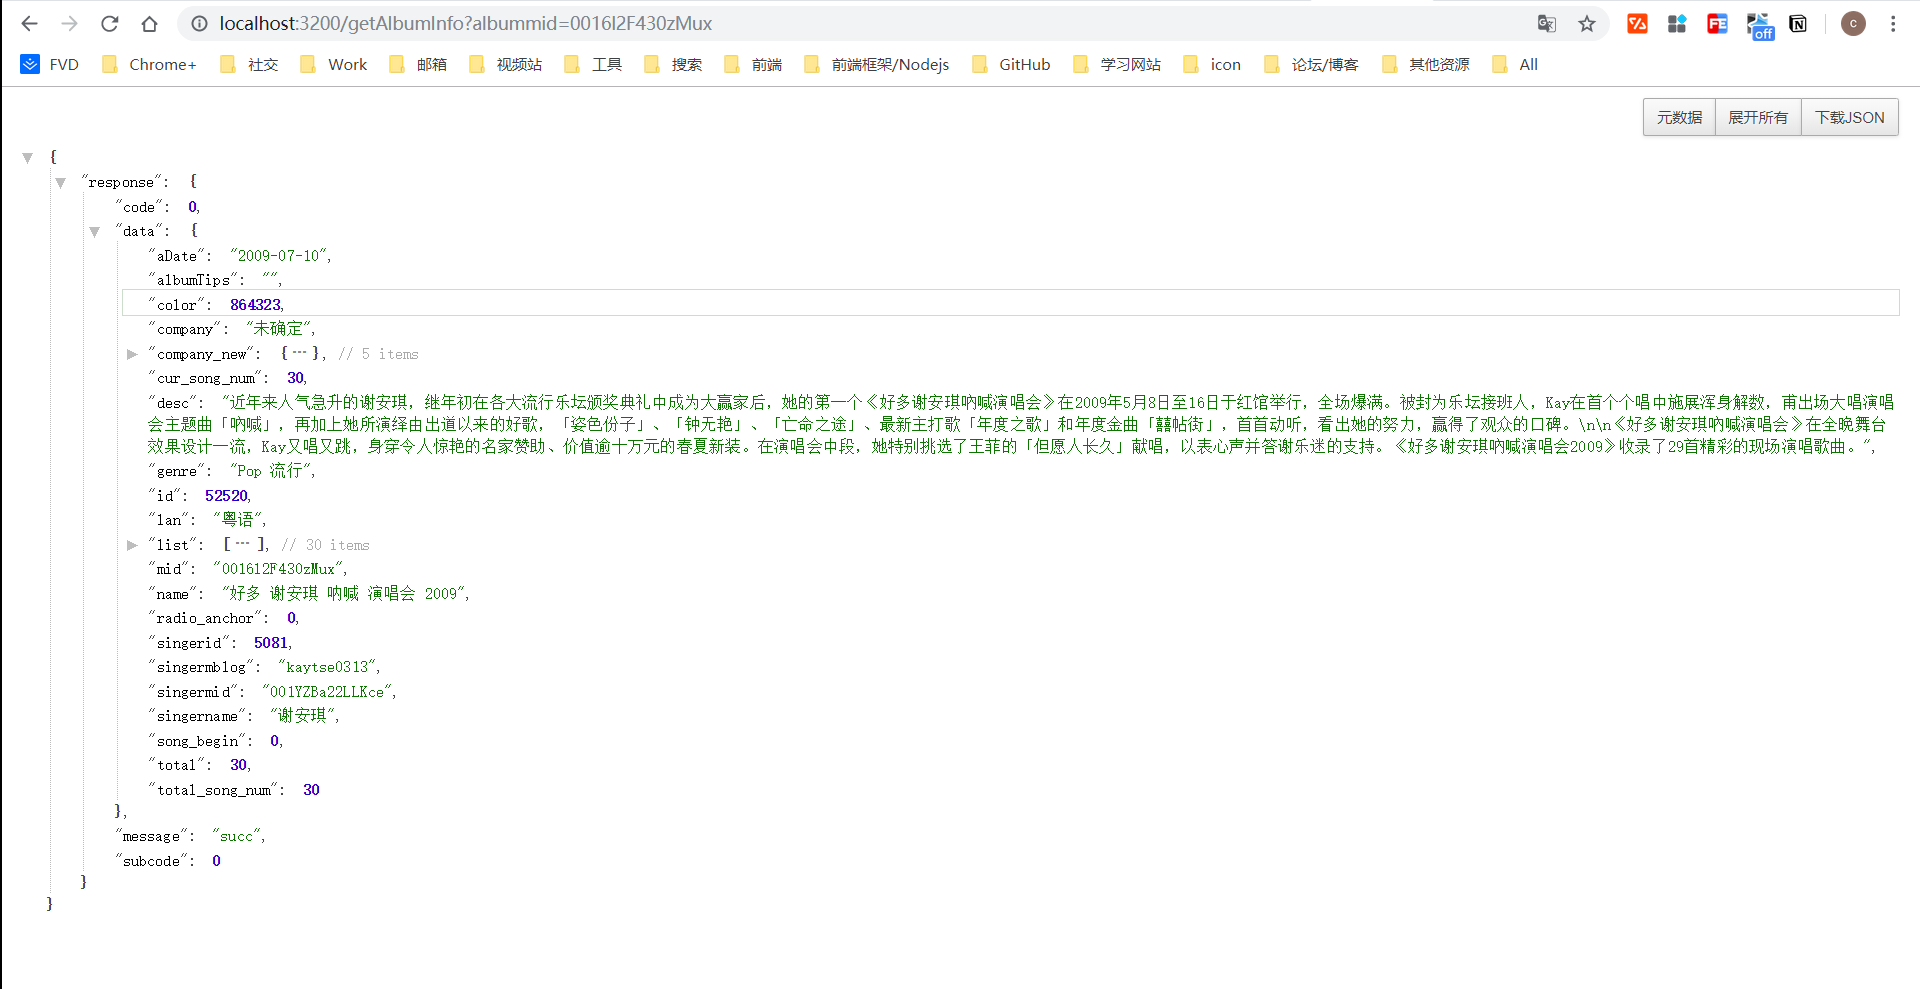 localhost:3200/getAlbumInfo?albummid=0016l2F430zMux
off
c
FVD Chrome+ 社交 Work 邮箱 视频站 工具 搜索 前端 前端框架/Nodejs GitHub 学习网站 icon 论坛/博客 其他资源 All
元数据 展开所有 下载JSON
{
"response": {
"code": 0,
"data": {
"aDate": "2009-07-10",
"albumTips": "",
"color": 864323,
"company": "未确定",
"company_new": {...}, // 5 items
"cur_song_num": 30,
"desc": "近年来人气急升的谢安琪，继年初在各大流行乐坛颁奖典礼中成为大赢家后，她的第一个《好多谢安琪呐喊演唱会》在2009年5月8日至16日于红馆举行，全场爆满。被封为乐坛接班人，Kay在首个个唱中施展浑身解数，甫出场大唱演唱
会主题曲「呐喊」，再加上她所演绎由出道以来的好歌，「姿色份子」、「钟无艳」、「亡命之途」、最新主打歌「年度之歌」和年度金曲「囍帖街」，首首动听，看出她的努力，赢得了观众的口碑。\n\n《好多谢安琪呐喊演唱会》在全晚舞台
效果设计一流，Kay又唱又跳，身穿令人惊艳的名家赞助、价值逾十万元的春夏新装。在演唱会中段，她特别挑选了王菲的「但愿人长久」献唱，以表心声并答谢乐迷的支持。《好多谢安琪呐喊演唱会2009》收录了29首精彩的现场演唱歌曲。",
"genre": "Pop 流行",
"id": 52520,
"lan": "粤语",
"list": [...], // 30 items
"mid": "0016l2F430zMux",
"name": "好多 谢安琪 呐喊 演唱会 2009",
"radio_anchor": 0,
"singerid": 5081,
"singermblog": "kaytse0313",
"singermid": "001YZBa22LLKce",
"singername": "谢安琪",
"song_begin": 0,
"total": 30,
"total_song_num": 30
},
"message": "succ",
"subcode": 0
}
}